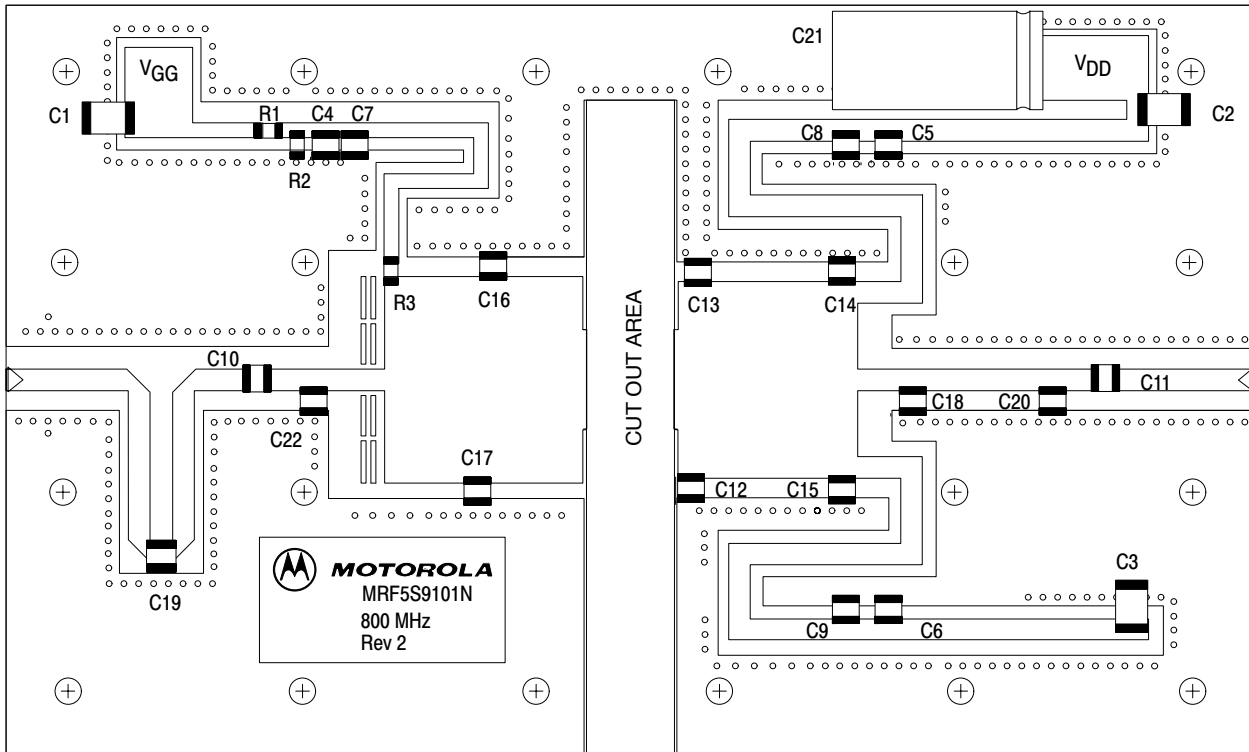 C21
VGG
VDD
C1
R1
C4
C7
C2
C8
C5
R2
R3
C16
C13
C14
CUT OUT AREA
C10
C11
C22
C18
C20
C17
C12
C15
C19
MOTOROLA
MRF5S9101N
800 MHz
Rev 2
C3
C9
C6